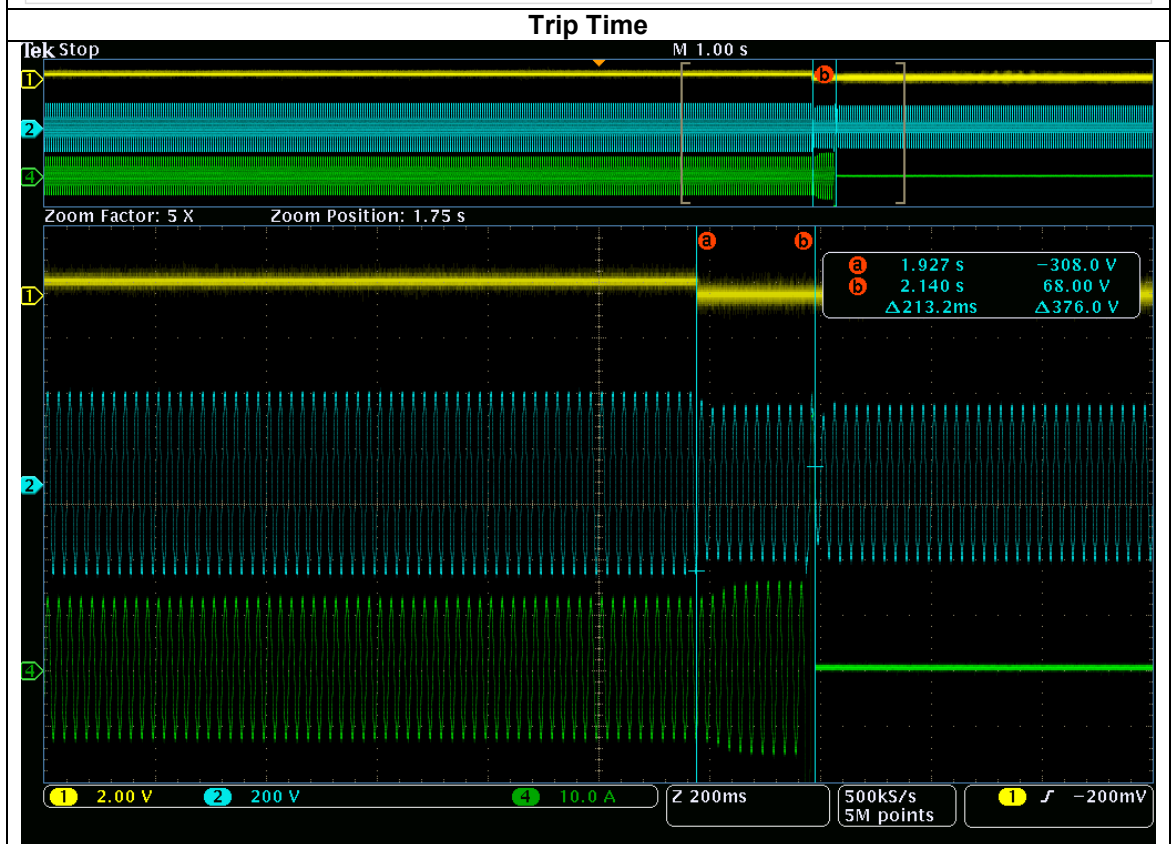 Trip Time
Tek Stop M 1.00 s
1
b
2
4
Zoom Factor: 5 X Zoom Position: 1.75 s
a b
a 1.927 s −308.0 V
b 2.140 s 68.00 V
Δ213.2ms Δ376.0 V
1
2
4
1 2.00 V 2 200 V 4 10.0 A Z 200ms 500kS/s 1 −200mV
5M points